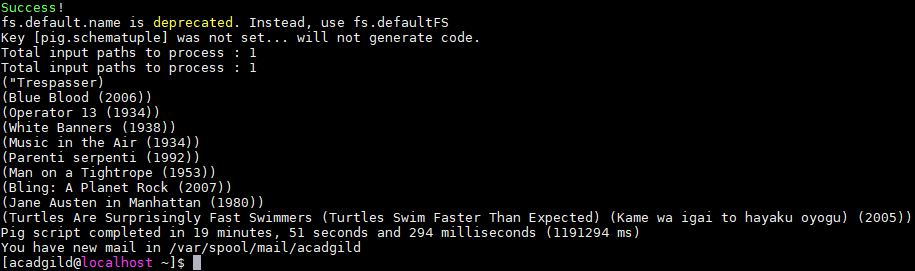 Success!
fs.default.name is deprecated. Instead, use fs.defaultFS
Key [pig.schematuple] was not set... will not generate code.
Total input paths to process : 1
Total input paths to process : 1
("Trespasser)
(Blue Blood (2006))
(Operator 13 (1934))
(White Banners (1938))
(Music in the Air (1934))
(Parenti serpenti (1992))
(Man on a Tightrope (1953))
(Bling: A Planet Rock (2007))
(Jane Austen in Manhattan (1980))
(Turtles Are Surprisingly Fast Swimmers (Turtles Swim Faster Than Expected) (Kame wa igai to hayaku oyogu) (2005))
Pig script completed in 19 minutes, 51 seconds and 294 milliseconds (1191294 ms)
You have new mail in /var/spool/mail/acadgild
[acadgild@localhost ~]$